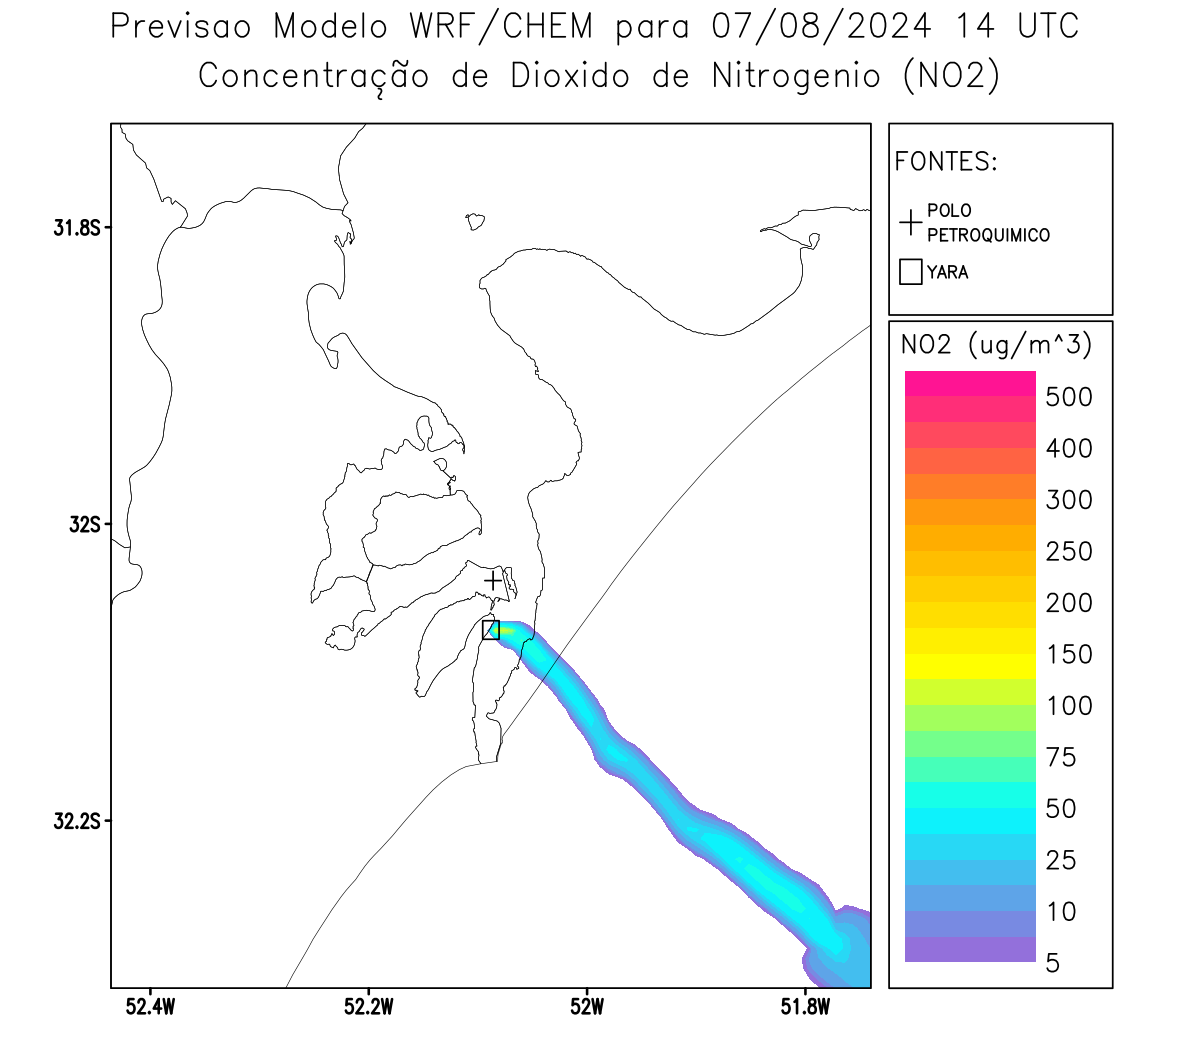 Previsao Modelo WRF/CHEM para 07/08/2024 14 UTC
Concentração de Dioxido de Nitrogenio (NO2)
FONTES:
POLO
PETROQUIMICO
YARA
NO2 (ug/m^3)
500
400
300
250
200
150
100
75
50
25
10
5
31.8S
32S
32.2S
52.4W
52.2W
52W
51.8W